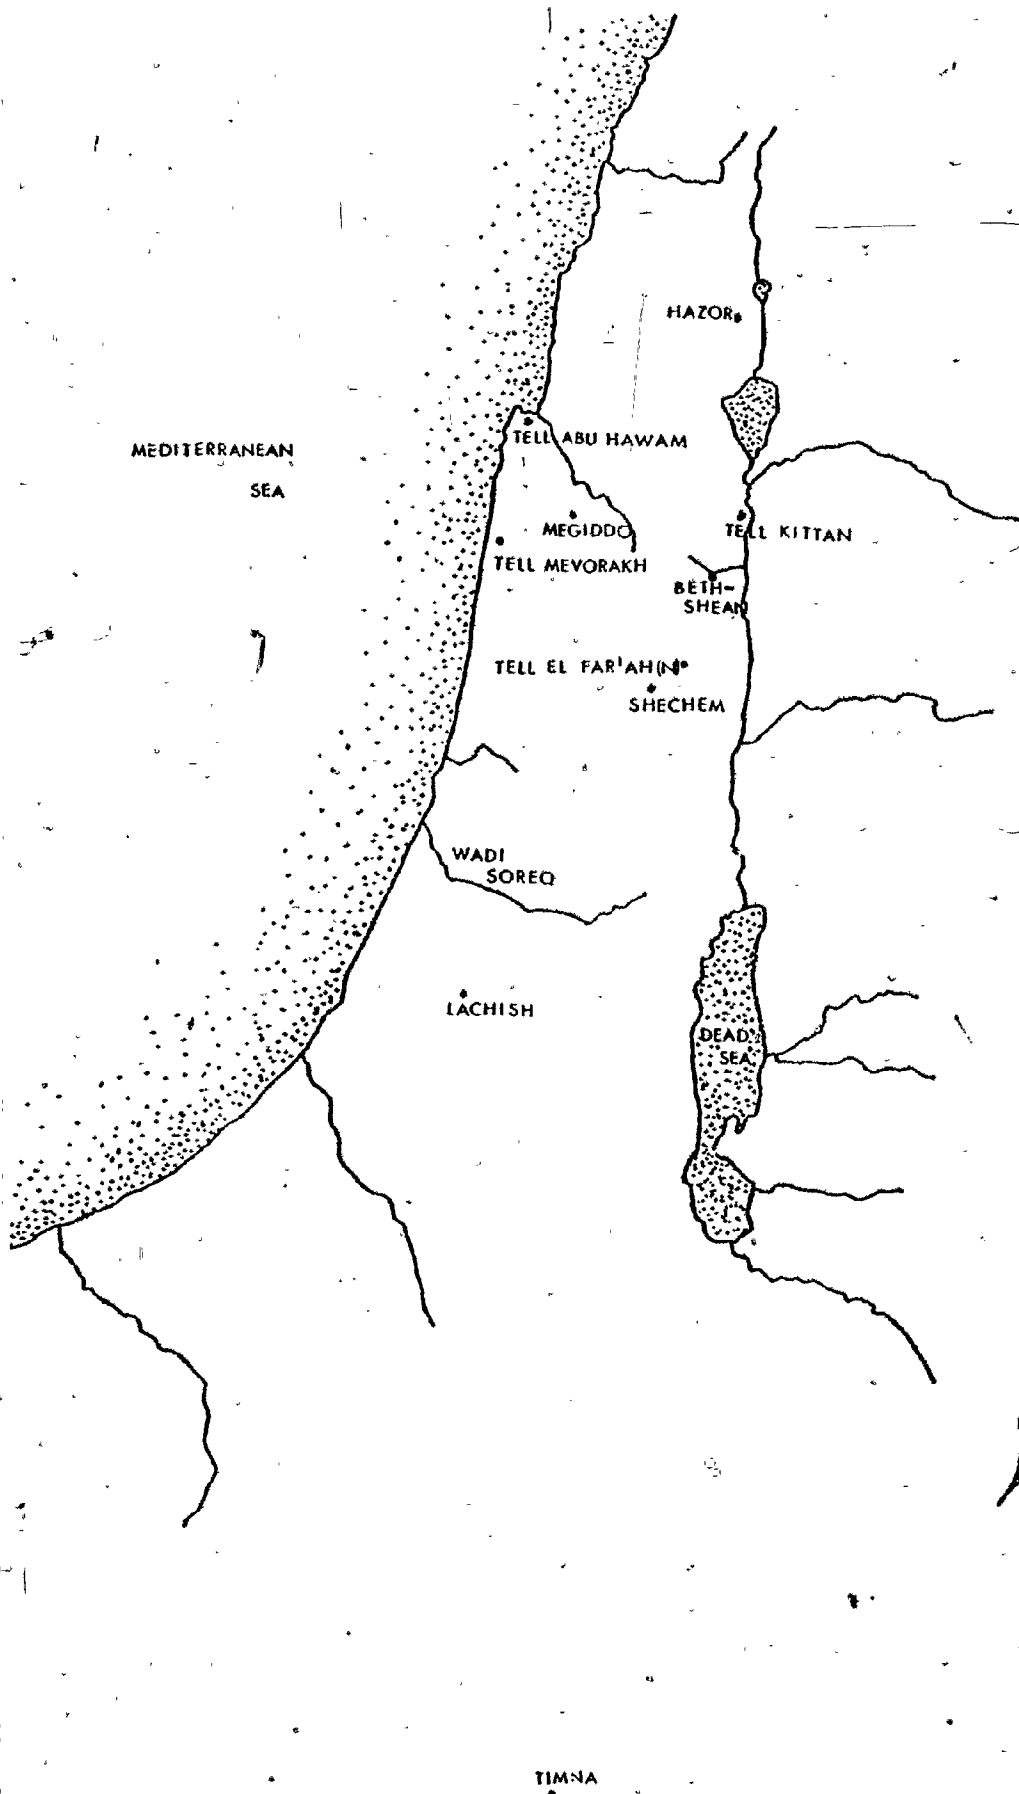 HAZOR
MEDITERRANEAN
SEA
TELL ABU HAWAM
MEGIDDO
TELL KITTAN
TELL MEVORAKH
BETH-
SHEAN
TELL EL FAR'AH(N)
SHECHEM
WADI
SOREQ
LACHISH
DEAD
SEA
TIMNA